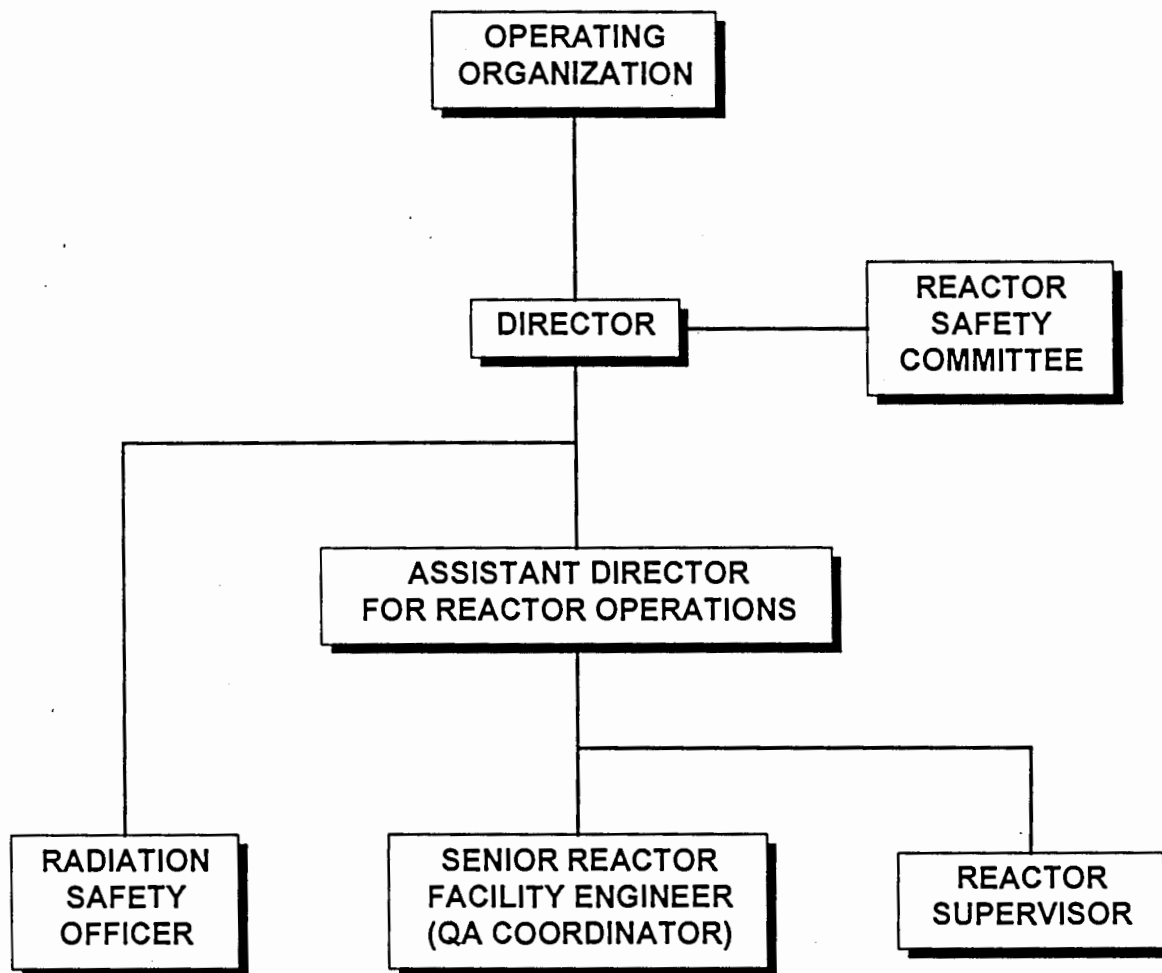 OPERATING
ORGANIZATION
DIRECTOR
REACTOR
SAFETY
COMMITTEE
ASSISTANT DIRECTOR
FOR REACTOR OPERATIONS
RADIATION
SAFETY
OFFICER
SENIOR REACTOR
FACILITY ENGINEER
(QA COORDINATOR)
REACTOR
SUPERVISOR